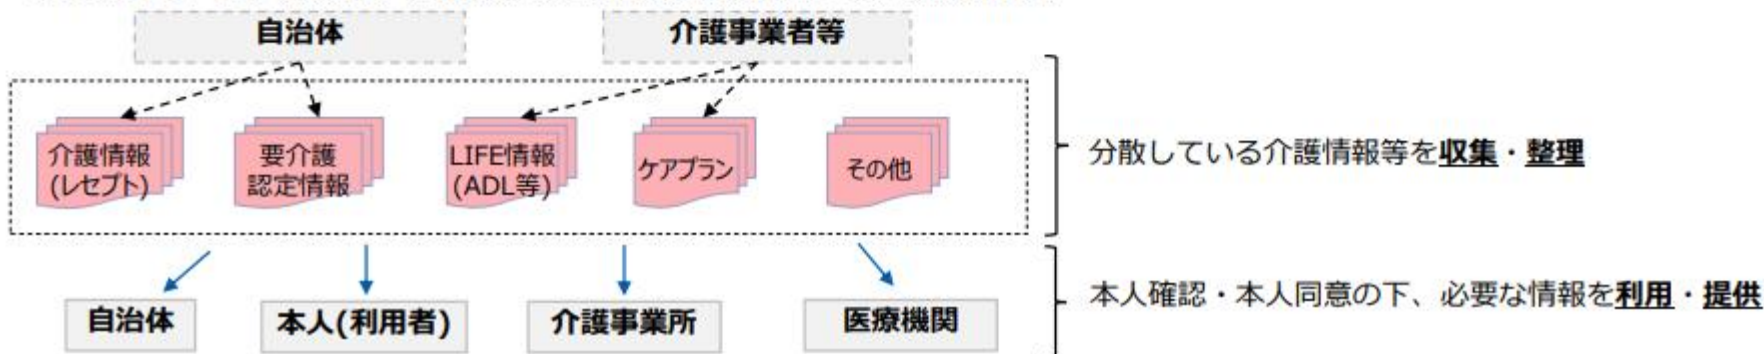 自治体
介護事業者等
介護情報
(レセプト)
要介護
認定情報
LIFE情報
(ADL等)
ケアプラン
その他
分散している介護情報等を収集・整理
自治体
本人(利用者)
介護事業所
医療機関
本人確認・本人同意の下、必要な情報を利用・提供